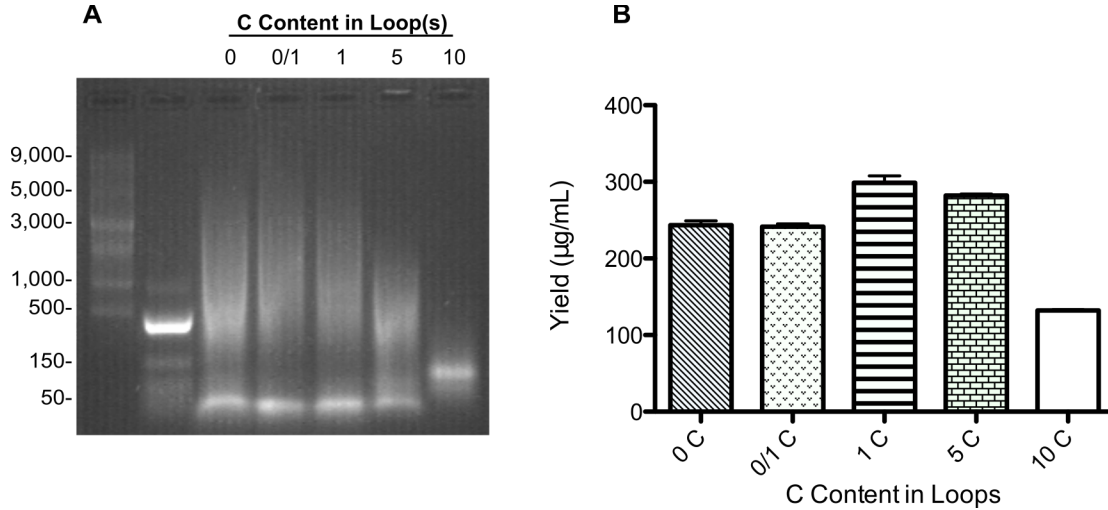 A
C Content in Loop(s)
0 0/1 1 5 10
9,000-
5,000-
3,000-
1,000-
500-
150-
50-
B
400
300
200
100
0
Yield (µg/mL)
0 C
0/1 C
1 C
5 C
10 C
C Content in Loops